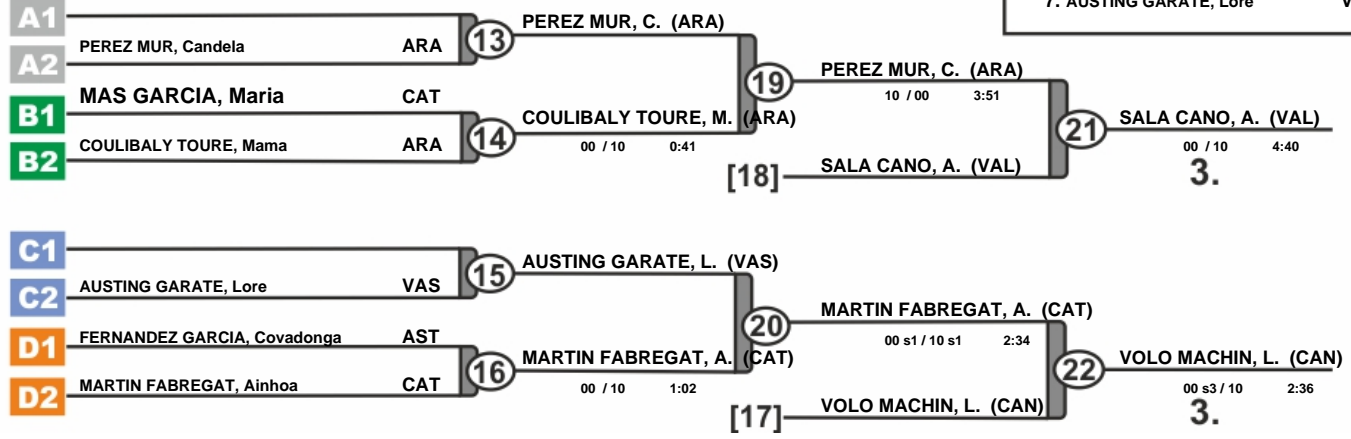 7. AUSTING GARATE, Lore
A1
PEREZ MUR, Candela ARA
A2
13
PEREZ MUR, C. (ARA)
B1
MAS GARCIA, Maria CAT
COULIBALY TOURE, Mama ARA
B2
14
COULIBALY TOURE, M. (ARA)
00 / 10 0:41
19
PEREZ MUR, C. (ARA)
10 / 00 3:51
[18]
SALA CANO, A. (VAL)
21
SALA CANO, A. (VAL)
00 / 10 4:40
3.
C1
AUSTING GARATE, Lore VAS
C2
15
AUSTING GARATE, L. (VAS)
D1
FERNANDEZ GARCIA, Covadonga AST
MARTIN FABREGAT, Ainhoa CAT
D2
16
MARTIN FABREGAT, A. (CAT)
00 / 10 1:02
20
MARTIN FABREGAT, A. (CAT)
00 s1 / 10 s1 2:34
[17]
VOLO MACHIN, L. (CAN)
22
VOLO MACHIN, L. (CAN)
00 s3 / 10 2:36
3.